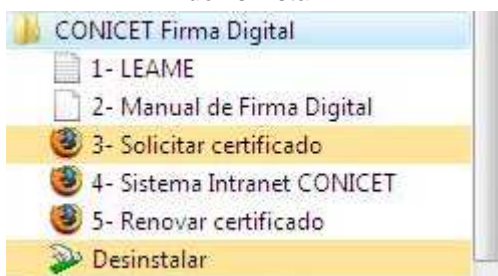 CONICET Firma Digital
1- LEAME
2- Manual de Firma Digital
3- Solicitar certificado
4- Sistema Intranet CONICET
5- Renovar certificado
Desinstalar